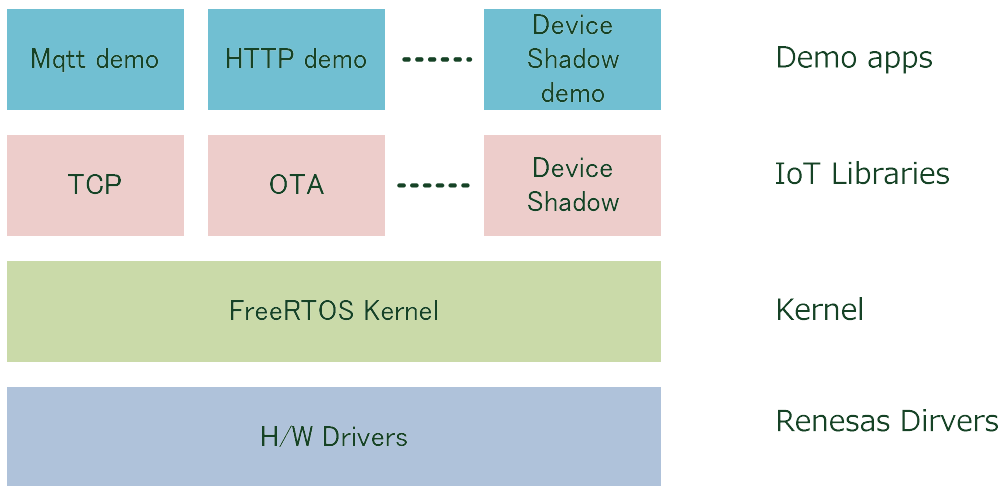 Mqtt demo
HTTP demo
Device
Shadow
demo
Demo apps
TCP
OTA
Device
Shadow
IoT Libraries
FreeRTOS Kernel
Kernel
H/W Drivers
Renesas Dirvers